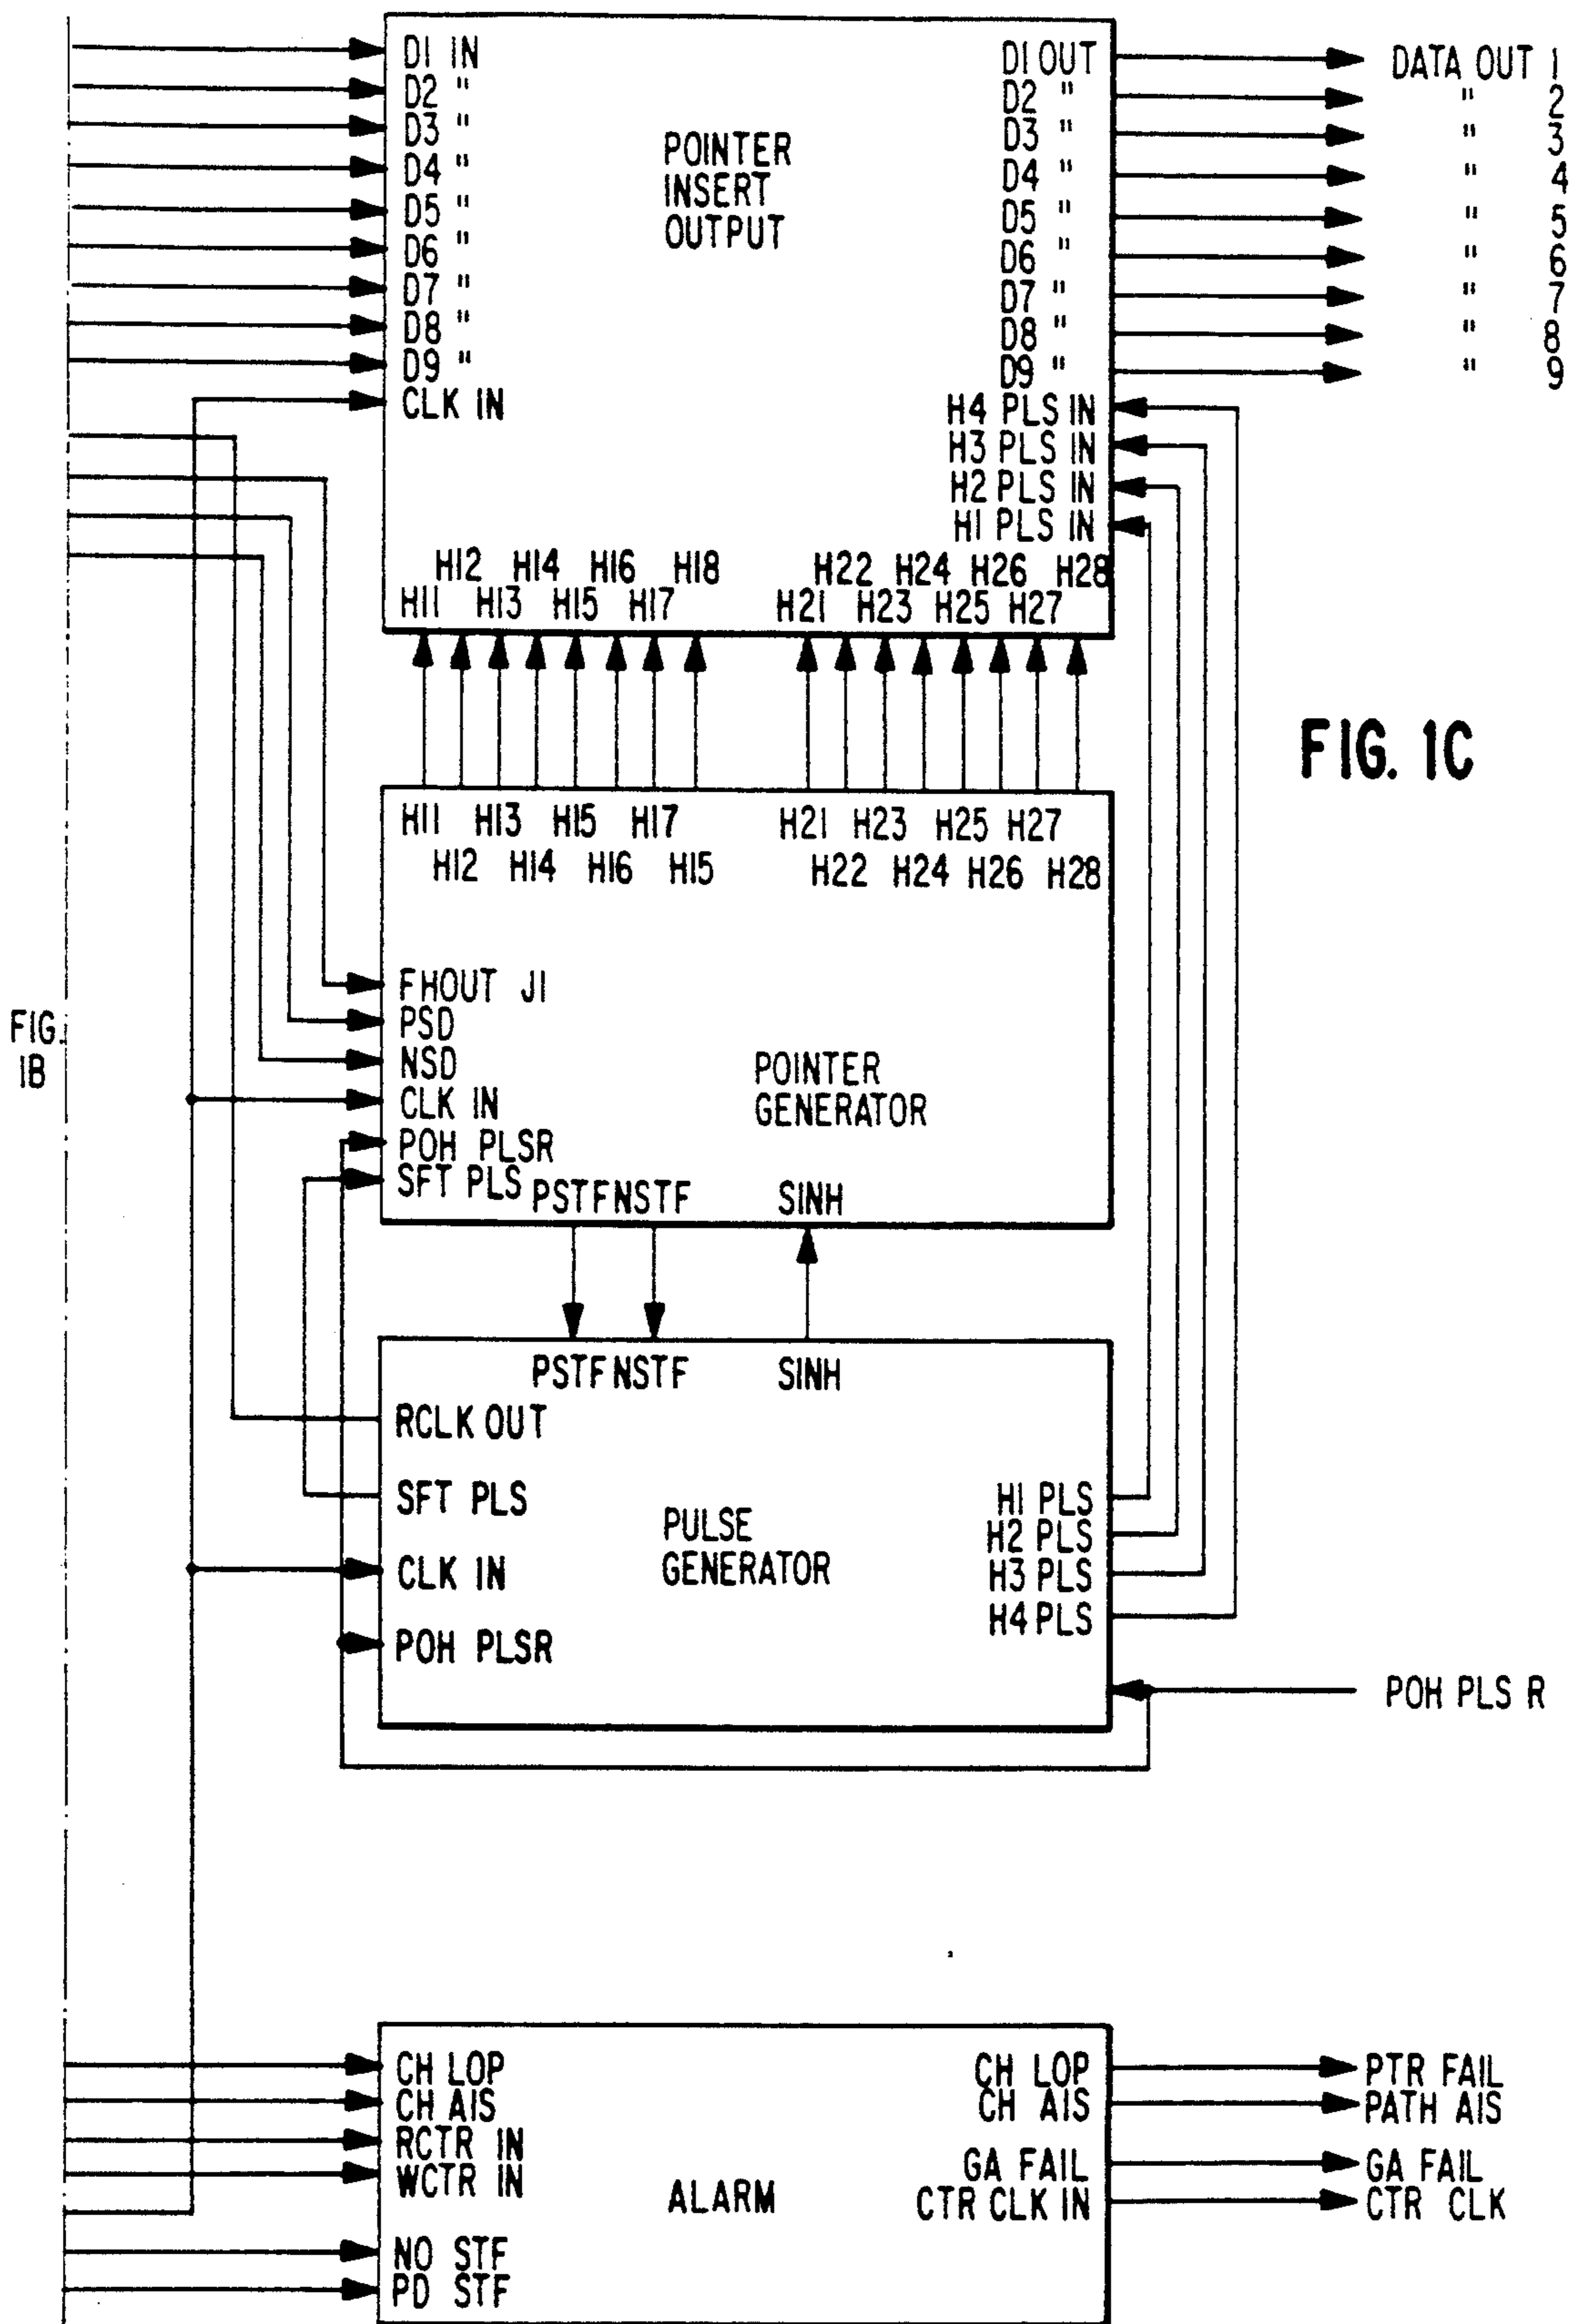 D1 IN
D2 "
D3 "
D4 "
D5 "
D6 "
D7 "
D8 "
D9 "
CLK IN
POINTER
INSERT
OUTPUT
D1 OUT
D2 "
D3 "
D4 "
D5 "
D6 "
D7 "
D8 "
D9 "
H4 PLS IN
H3 PLS IN
H2 PLS IN
H1 PLS IN
DATA OUT 1
" 2
" 3
" 4
" 5
" 6
" 7
" 8
" 9
H12 H14 H16 H18 H22 H24 H26 H28
H11 H13 H15 H17 H21 H23 H25 H27
FIG. 1C
H11 H13 H15 H17 H21 H23 H25 H27
H12 H14 H16 H15 H22 H24 H26 H28
FIG.
1B
FHOUT J1
PSD
NSD
CLK IN
POH PLSR
SFT PLS
POINTER
GENERATOR
PSTF NSTF SINH
PSTF NSTF SINH
RCLK OUT
SFT PLS
CLK IN
POH PLSR
PULSE
GENERATOR
H1 PLS
H2 PLS
H3 PLS
H4 PLS
POH PLS R
CH LOP
CH AIS
RCTR IN
WCTR IN
NO STF
PD STF
ALARM
CH LOP
CH AIS
GA FAIL
CTR CLK IN
PTR FAIL
PATH AIS
GA FAIL
CTR CLK